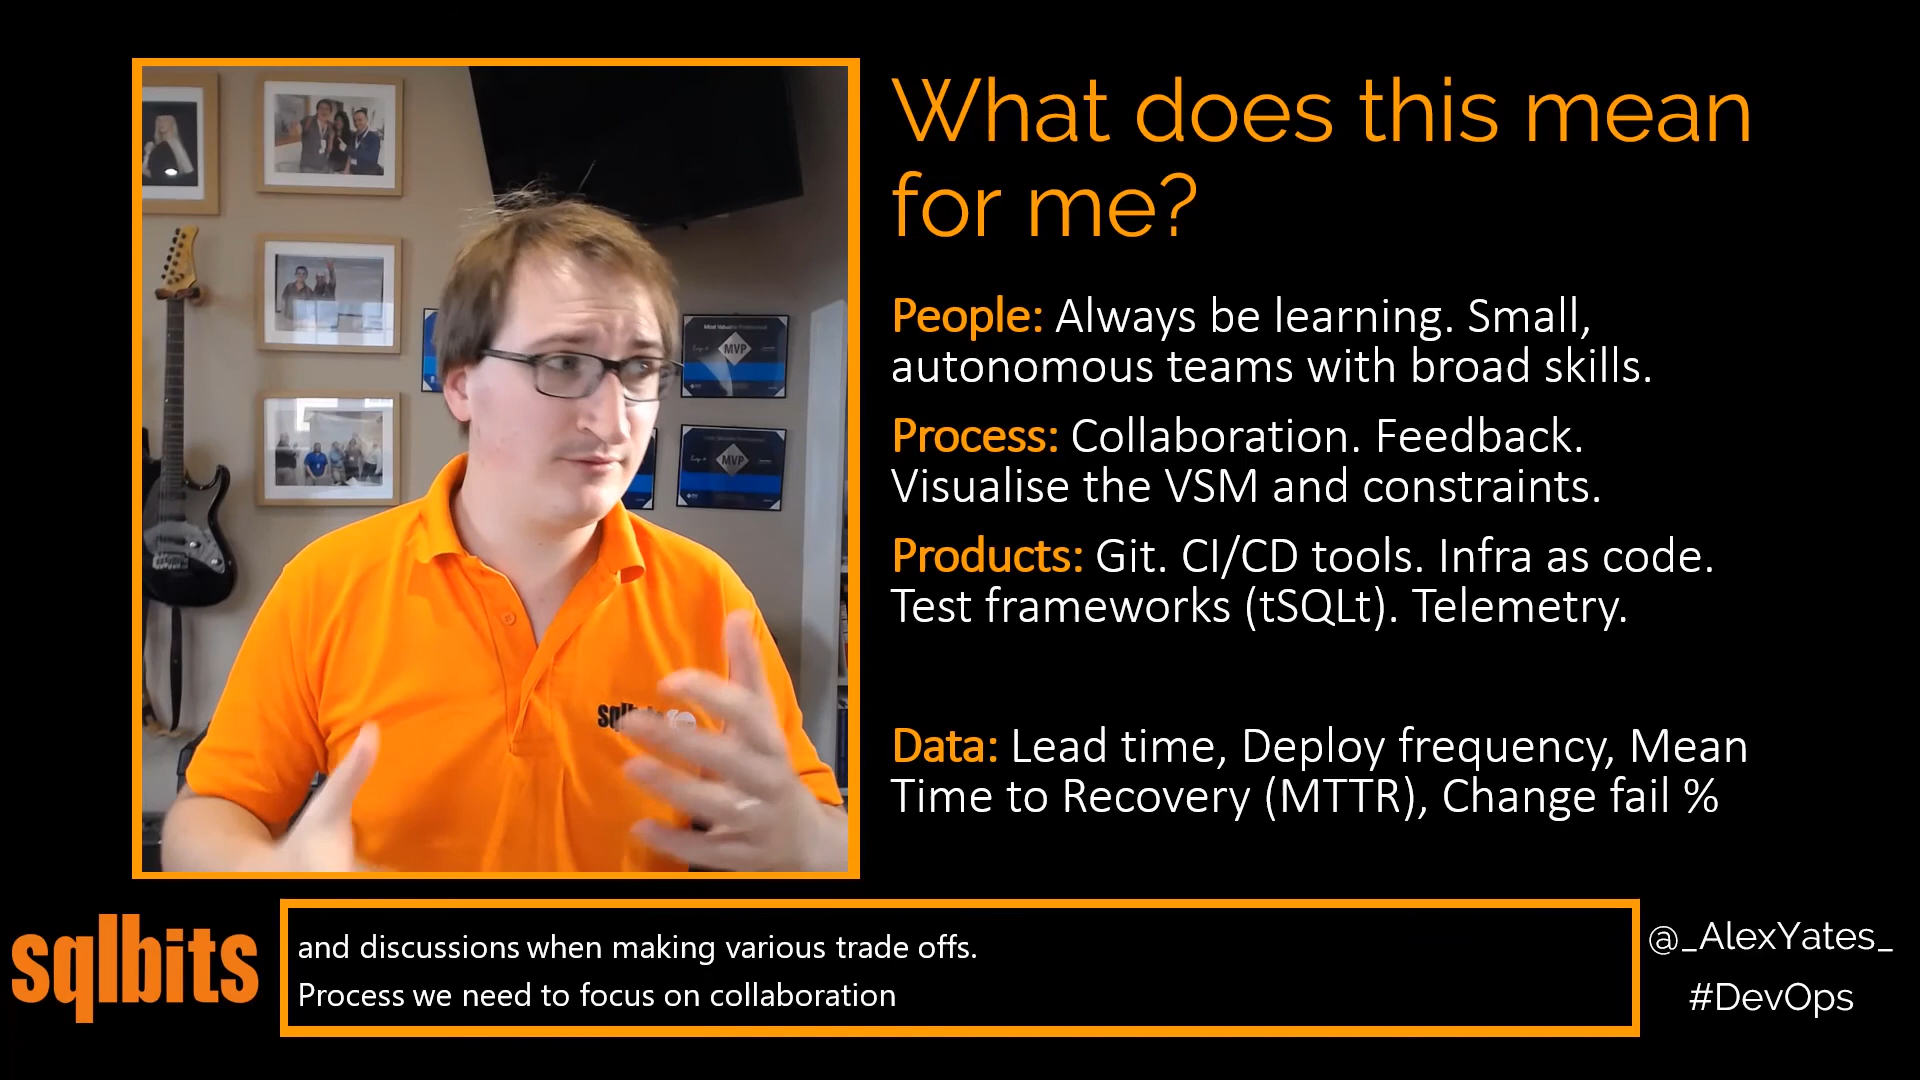 What does this mean
for me?
People: Always be learning. Small,
autonomous teams with broad skills.
Process: Collaboration. Feedback.
Visualise the VSM and constraints.
Products: Git. CI/CD tools. Infra as code.
Test frameworks (tSQLt). Telemetry.
Data: Lead time, Deploy frequency, Mean
Time to Recovery (MTTR), Change fail %
MVP
MVP
sqlbits
and discussions when making various trade offs.
Process we need to focus on collaboration
@_AlexYates_
#DevOps